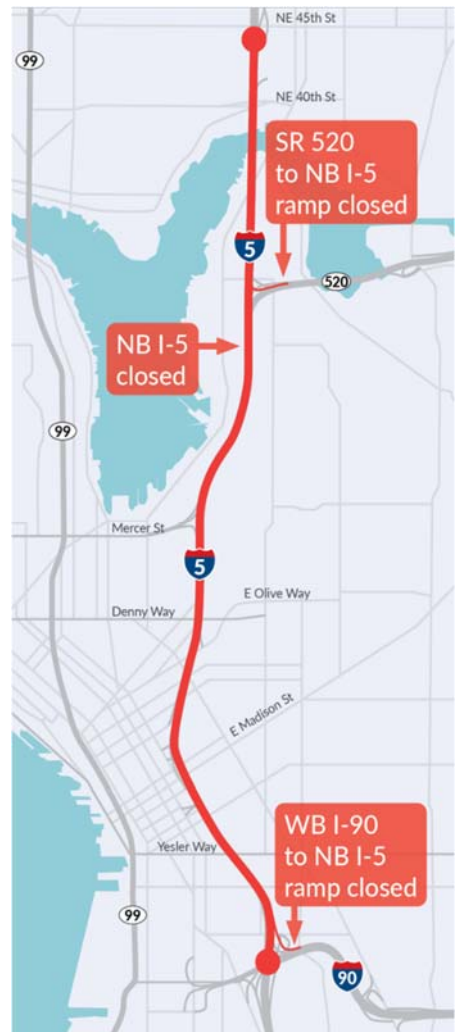 NE 45th St
99
NE 40th St
SR 520
to NB I-5
ramp closed
5
520
NB I-5
closed
99
Mercer St
5
E Olive Way
Denny Way
E Madison St
WB I-90
to NB I-5
ramp closed
Yesler Way
99
90